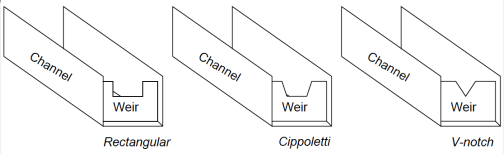 Channel
Weir
Rectangular
Channel
Weir
Cippoletti
Channel
Weir
V-notch